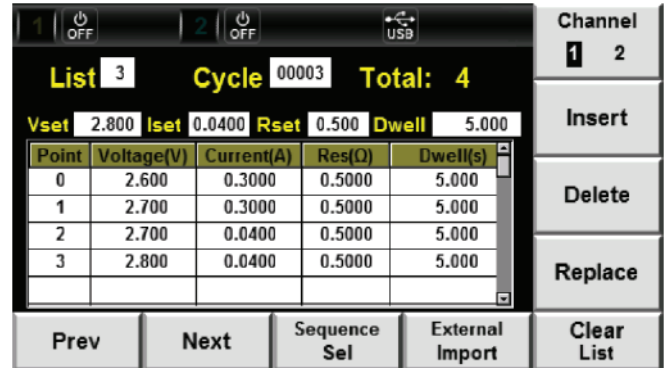 1 OFF 2 OFF USB
Channel
1 2
List 3 Cycle 00003 Total: 4
Vset 2.800 Iset 0.0400 Rset 0.500 Dwell 5.000
Insert
Point Voltage(V) Current(A) Res(Ω) Dwell(s)
0 2.600 0.3000 0.5000 5.000
1 2.700 0.3000 0.5000 5.000
2 2.700 0.0400 0.5000 5.000
3 2.800 0.0400 0.5000 5.000
Delete
Replace
Prev
Next
Sequence
Sel
External
Import
Clear
List